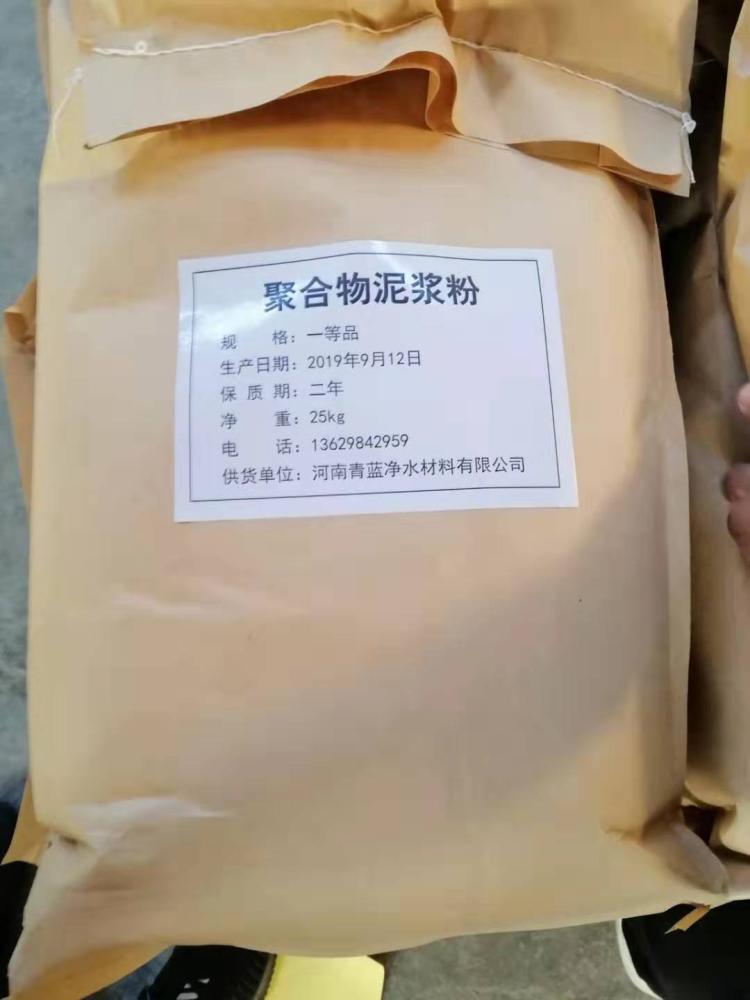 聚合物泥浆粉
规 格：一等品
生产日期：2019年9月12日
保 质 期：二年
净 重：25kg
电 话：13629842959
供货单位：河南青蓝净水材料有限公司